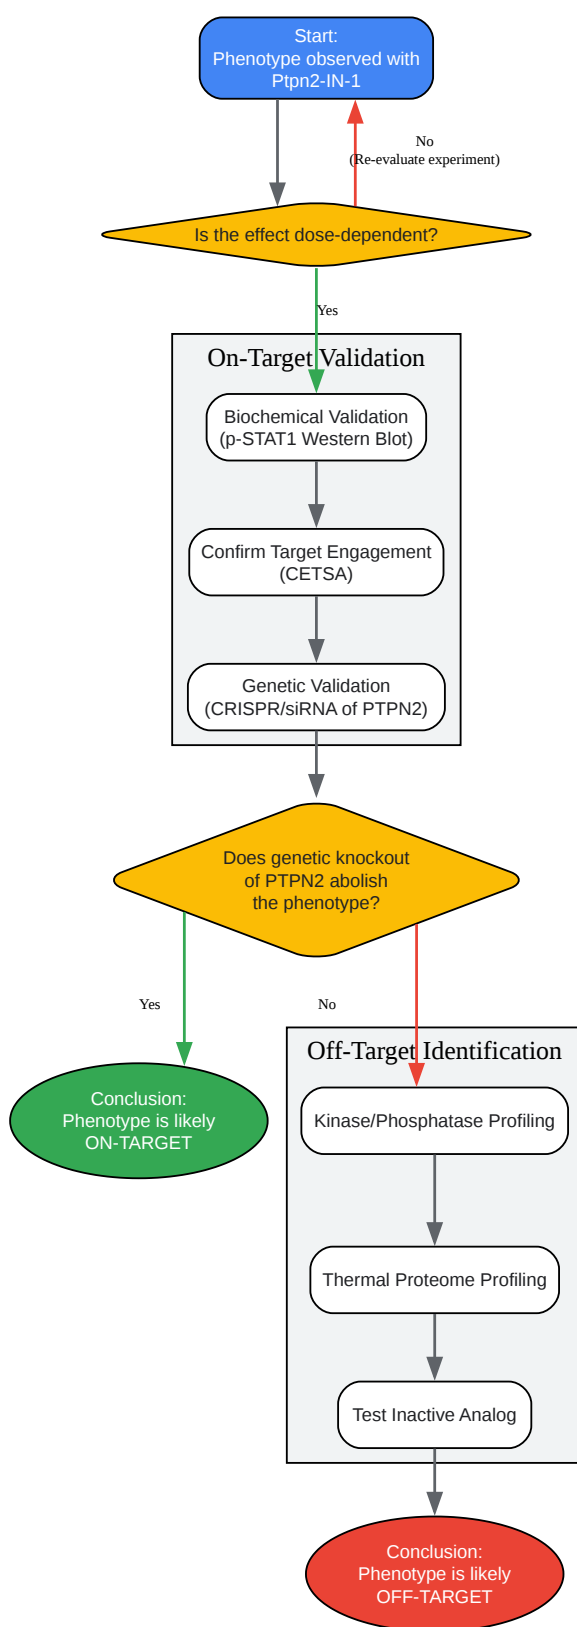 Start:
Phenotype observed with
Ptpn2-IN-1
No
(Re-evaluate experiment)
Is the effect dose-dependent?
Yes
On-Target Validation
Biochemical Validation
(p-STAT1 Western Blot)
Confirm Target Engagement
(CETSA)
Genetic Validation
(CRISPR/siRNA of PTPN2)
Does genetic knockout
of PTPN2 abolish
the phenotype?
Yes
No
Conclusion:
Phenotype is likely
ON-TARGET
Off-Target Identification
Kinase/Phosphatase Profiling
Thermal Proteome Profiling
Test Inactive Analog
Conclusion:
Phenotype is likely
OFF-TARGET